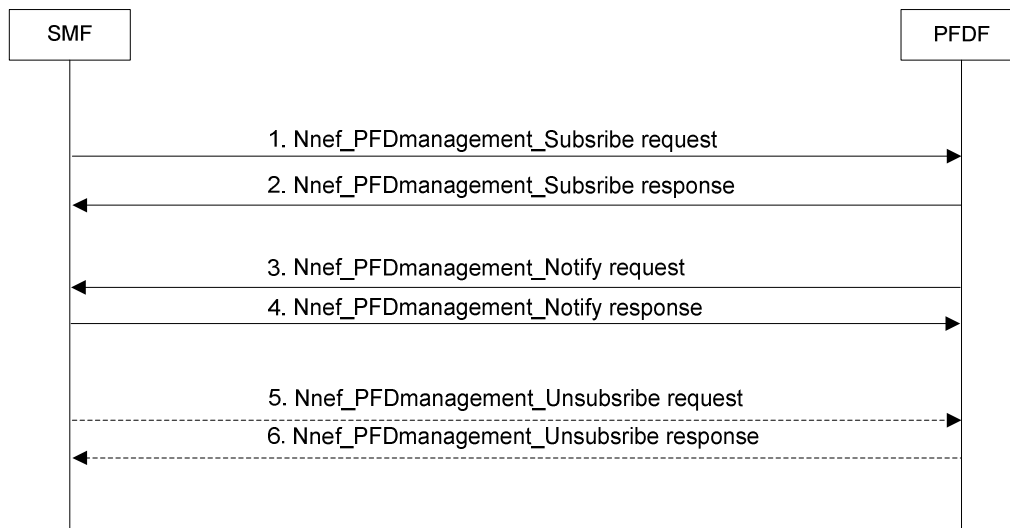 SMF
PFDF
1. Nnef_PFDmanagement_Subsribe request
2. Nnef_PFDmanagement_Subsribe response
3. Nnef_PFDmanagement_Notify request
4. Nnef_PFDmanagement_Notify response
5. Nnef_PFDmanagement_Unsubsribe request
6. Nnef_PFDmanagement_Unsubsribe response